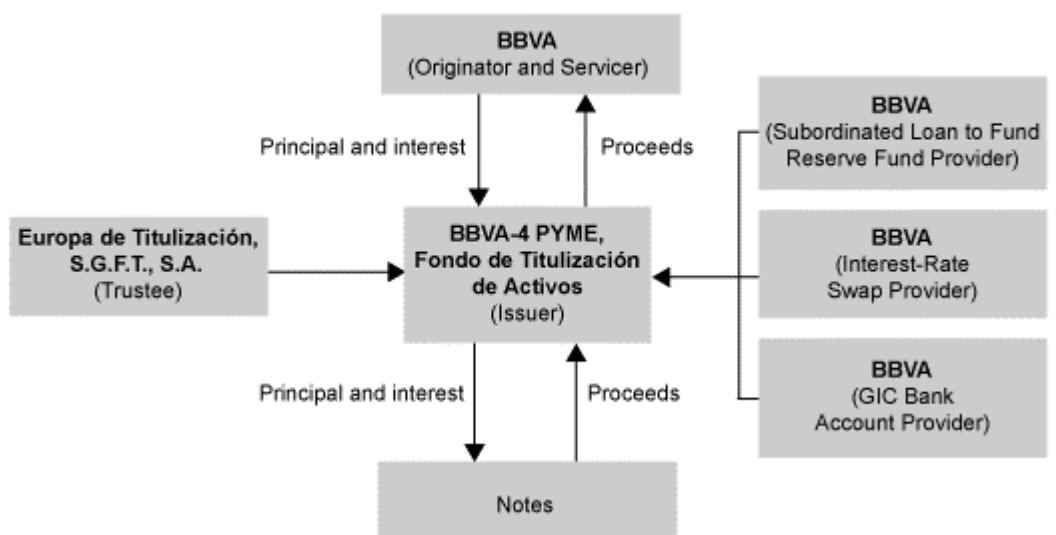 BBVA
(Originator and Servicer)
Principal and interest
Proceeds
BBVA
(Subordinated Loan to Fund
Reserve Fund Provider)
Europa de Titulización,
S.G.F.T., S.A.
(Trustee)
BBVA-4 PYME,
Fondo de Titulización
de Activos
(Issuer)
BBVA
(Interest-Rate
Swap Provider)
Principal and interest
Proceeds
BBVA
(GIC Bank
Account Provider)
Notes